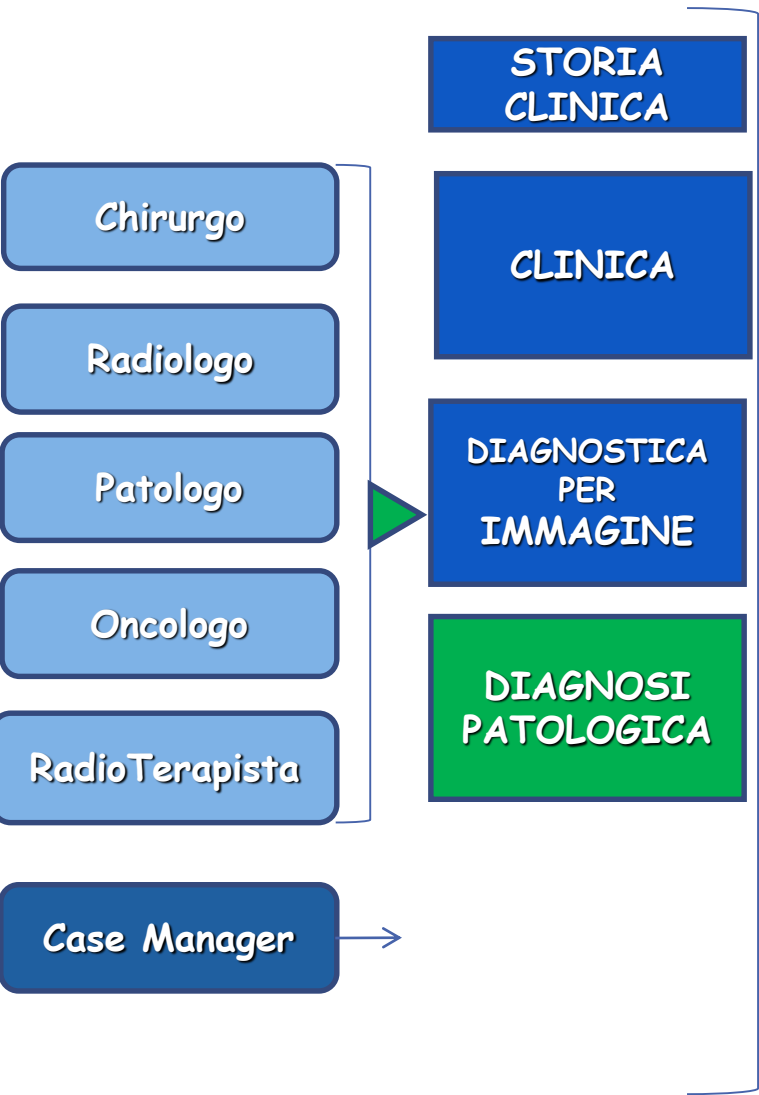 Chirurgo
Radiologo
Patologo
Oncologo
RadioTerapista
Case Manager
STORIA
CLINICA
CLINICA
DIAGNOSTICA
PER
IMMAGINE
DIAGNOSI
PATOLOGICA